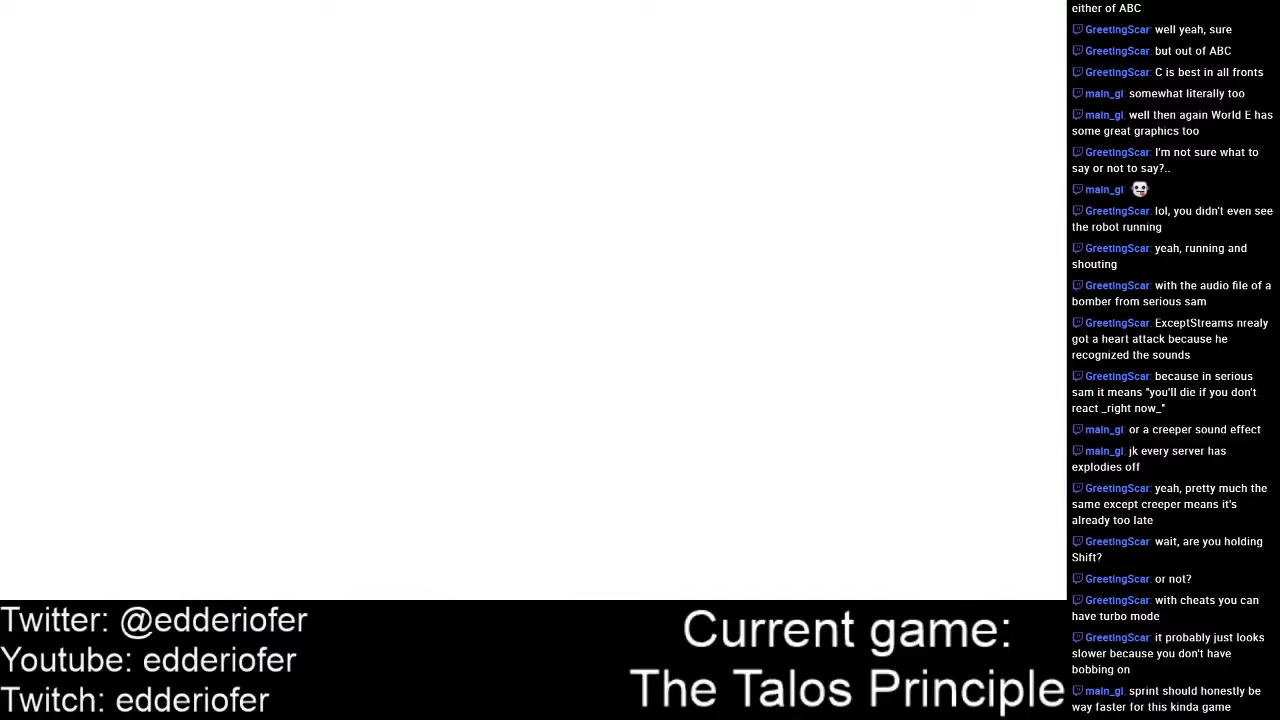 either of ABC
GreetingScar: well yeah, sure
GreetingScar: but out of ABC
GreetingScar: C is best in all fronts
main_gl: somewhat literally too
main_gl: well then again World E has
some great graphics too
GreetingScar: I'm not sure what to
say or not to say?..
main_gl:
GreetingScar: lol, you didn't even see
the robot running
GreetingScar: yeah, running and
shouting
GreetingScar: with the audio file of a
bomber from serious sam
GreetingScar: ExceptStreams nrealy
got a heart attack because he
recognized the sounds
GreetingScar: because in serious
sam it means "you'll die if you don't
react _right now_"
main_gl: or a creeper sound effect
main_gl: jk every server has
explodies off
GreetingScar: yeah, pretty much the
same except creeper means it's
already too late
GreetingScar: wait, are you holding
Shift?
GreetingScar: or not?
GreetingScar: with cheats you can
have turbo mode
GreetingScar: it probably just looks
slower because you don't have
bobbing on
main_gl: sprint should honestly be
way faster for this kinda game
Twitter: @edderiofer
Youtube: edderiofer
Twitch: edderiofer
Current game:
The Talos Principle